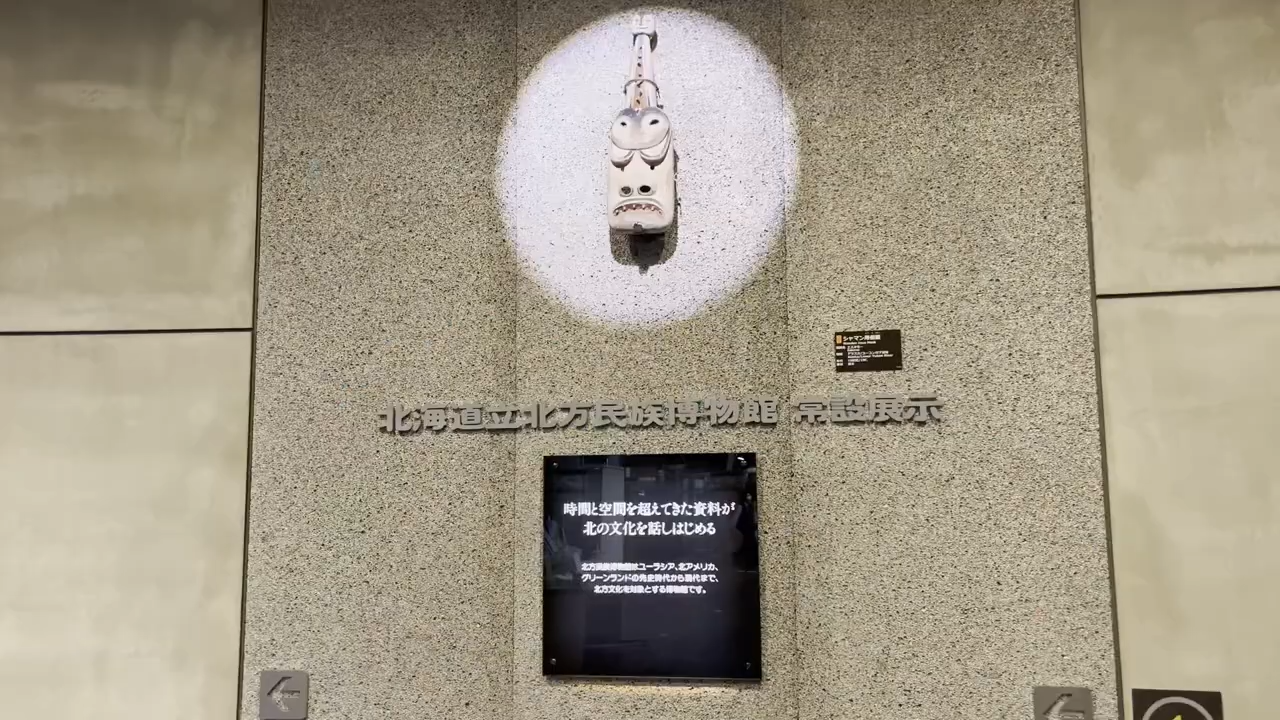 シャーマン用仮面
北海道立北方民族博物館 常設展示
時間と空間を超えてきた資料が
北の文化を話しはじめる
北方民族博物館はユーラシア、北アメリカ、
グリーンランドの先史時代から現代まで、
北方文化を対象とする博物館です。